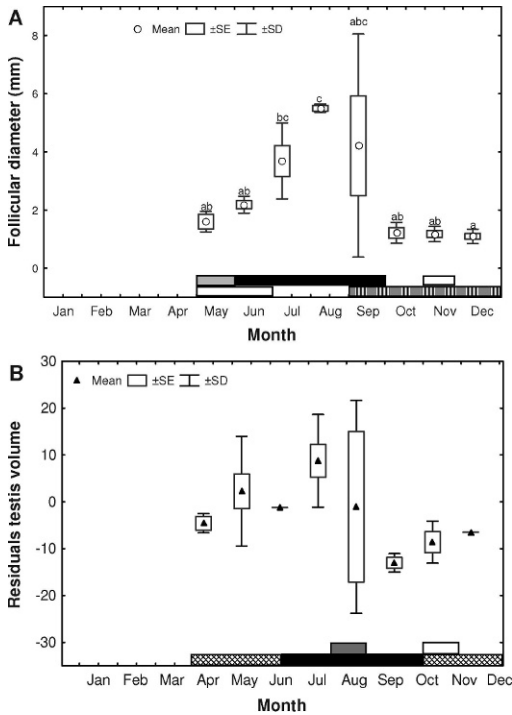 A
Mean ±SE ±SD
abc
8
c
bc
6
4
ab
ab
ab
ab
a
2
0
Follicular diameter (mm)
Jan Feb Mar Apr May Jun Jul Aug Sep Oct Nov Dec
Month
B
30
Mean ±SE ±SD
20
10
0
-10
-20
-30
Residuals testis volume
Jan Feb Mar Apr May Jun Jul Aug Sep Oct Nov Dec
Month